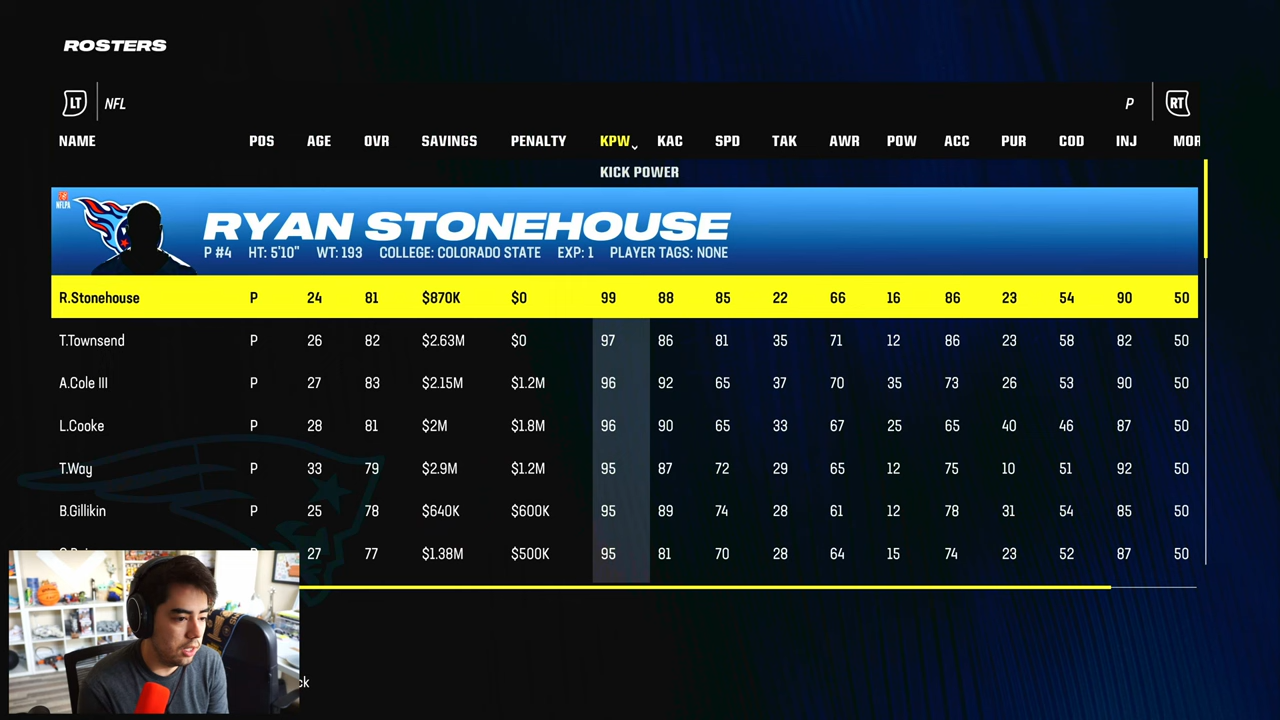 ROSTERS
LT NFL P RT
NAME POS AGE OVR SAVINGS PENALTY KPW KAC SPD TAK AWR POW ACC PUR COD INJ MOR
KICK POWER
NFLPA
RYAN STONEHOUSE
P #4 HT: 5'10" WT: 193 COLLEGE: COLORADO STATE EXP: 1 PLAYER TAGS: NONE
R.Stonehouse P 24 81 $870K $0 99 88 85 22 66 16 86 23 54 90 50
T.Townsend P 26 82 $2.63M $0 97 86 81 35 71 12 86 23 58 82 50
A.Cole III P 27 83 $2.15M $1.2M 96 92 65 37 70 35 73 26 53 90 50
L.Cooke P 28 81 $2M $1.8M 96 90 65 33 67 25 65 40 46 87 50
T.Way P 33 79 $2.9M $1.2M 95 87 72 29 65 12 75 10 51 92 50
B.Gillikin P 25 78 $640K $600K 95 89 74 28 61 12 78 31 54 85 50
27 77 $1.38M $500K 95 81 70 28 64 15 74 23 52 87 50
ck